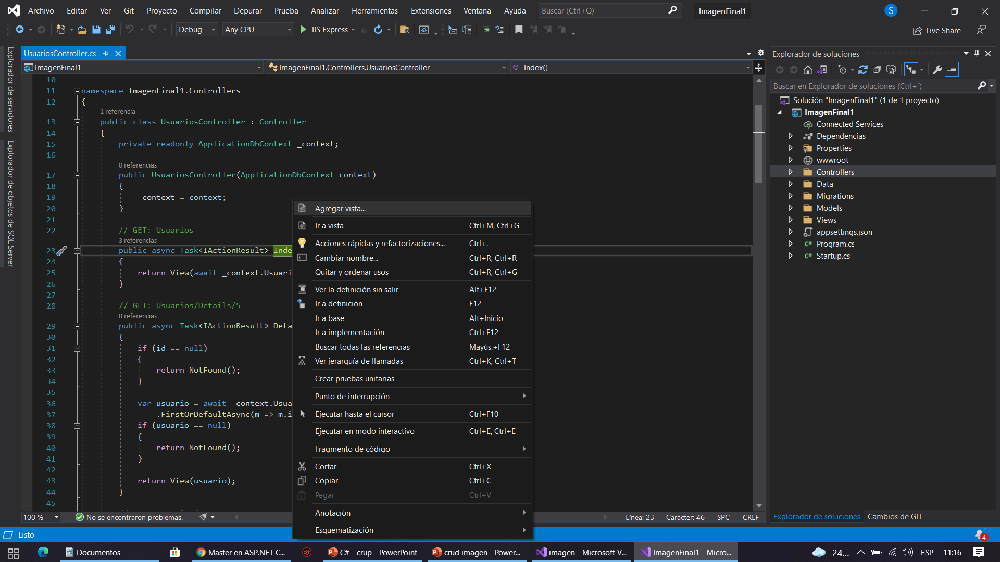 Archivo Editar Ver Git Proyecto Compilar Depurar Prueba Analizar Herramientas Extensiones Ventana Ayuda Buscar (Ctrl+Q) ImagenFinal1 S
Debug Any CPU IIS Express Live Share
Explorador de servidores
Explorador de objetos de SQL Server
UsuariosController.cs
ImagenFinal1 ImagenFinal1.Controllers.UsuariosController Index()
10
11 namespace ImagenFinal1.Controllers
12 {
1 referencia
13 public class UsuariosController : Controller
14 {
15 private readonly ApplicationDbContext _context;
16
0 referencias
17 public UsuariosController(ApplicationDbContext context)
18 {
19 _context = context;
20 }
21
22 // GET: Usuarios
3 referencias
23 public async Task<IActionResult> Inde
24 {
25 return View(await _context.Usuari
26 }
27
28 // GET: Usuarios/Details/5
0 referencias
29 public async Task<IActionResult> Deta
30 {
31 if (id == null)
32 {
33 return NotFound();
34 }
35
36 var usuario = await _context.Usua
37 .FirstOrDefaultAsync(m => m.i
38 if (usuario == null)
39 {
40 return NotFound();
41 }
42
43 return View(usuario);
44 }
45
Agregar vista...
Ir a vista Ctrl+M, Ctrl+G
Acciones rápidas y refactorizaciones... Ctrl+.
Cambiar nombre... Ctrl+R, Ctrl+R
Quitar y ordenar usos Ctrl+R, Ctrl+G
Ver la definición sin salir Alt+F12
Ir a definición F12
Ir a base Alt+Inicio
Ir a implementación Ctrl+F12
Buscar todas las referencias Mayús.+F12
Ver jerarquía de llamadas Ctrl+K, Ctrl+T
Crear pruebas unitarias
Punto de interrupción
Ejecutar hasta el cursor Ctrl+F10
Ejecutar en modo interactivo Ctrl+E, Ctrl+E
Fragmento de código
Cortar Ctrl+X
Copiar Ctrl+C
Pegar Ctrl+V
Anotación
Esquematización
Explorador de soluciones
Buscar en Explorador de soluciones (Ctrl+´)
Solución "ImagenFinal1" (1 de 1 proyecto)
ImagenFinal1
Connected Services
Dependencias
Properties
wwwroot
Controllers
Data
Migrations
Models
Views
appsettings.json
C# Program.cs
C# Startup.cs
100 % No se encontraron problemas. Línea: 23 Carácter: 46 SPC CRLF
Explorador de soluciones Cambios de GIT
Listo 4
Documentos Master en ASP.NET C... C# - crup - PowerPoint crud imagen - Power... imagen - Microsoft V... ImagenFinal1 - Micro... 24... ESP 11:16